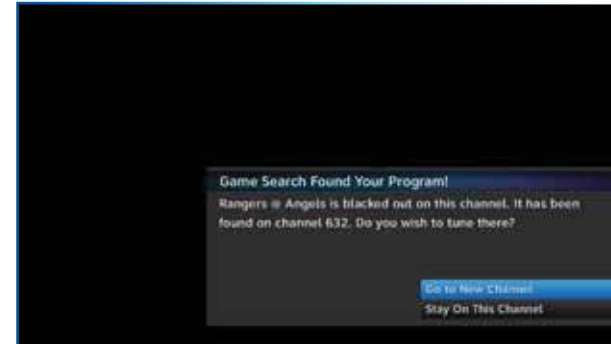 Game Search Found Your Program!
Rangers @ Angels is blacked out on this channel. It has been
found on channel 632. Do you wish to tune there?
Go to New Channel
Stay On This Channel